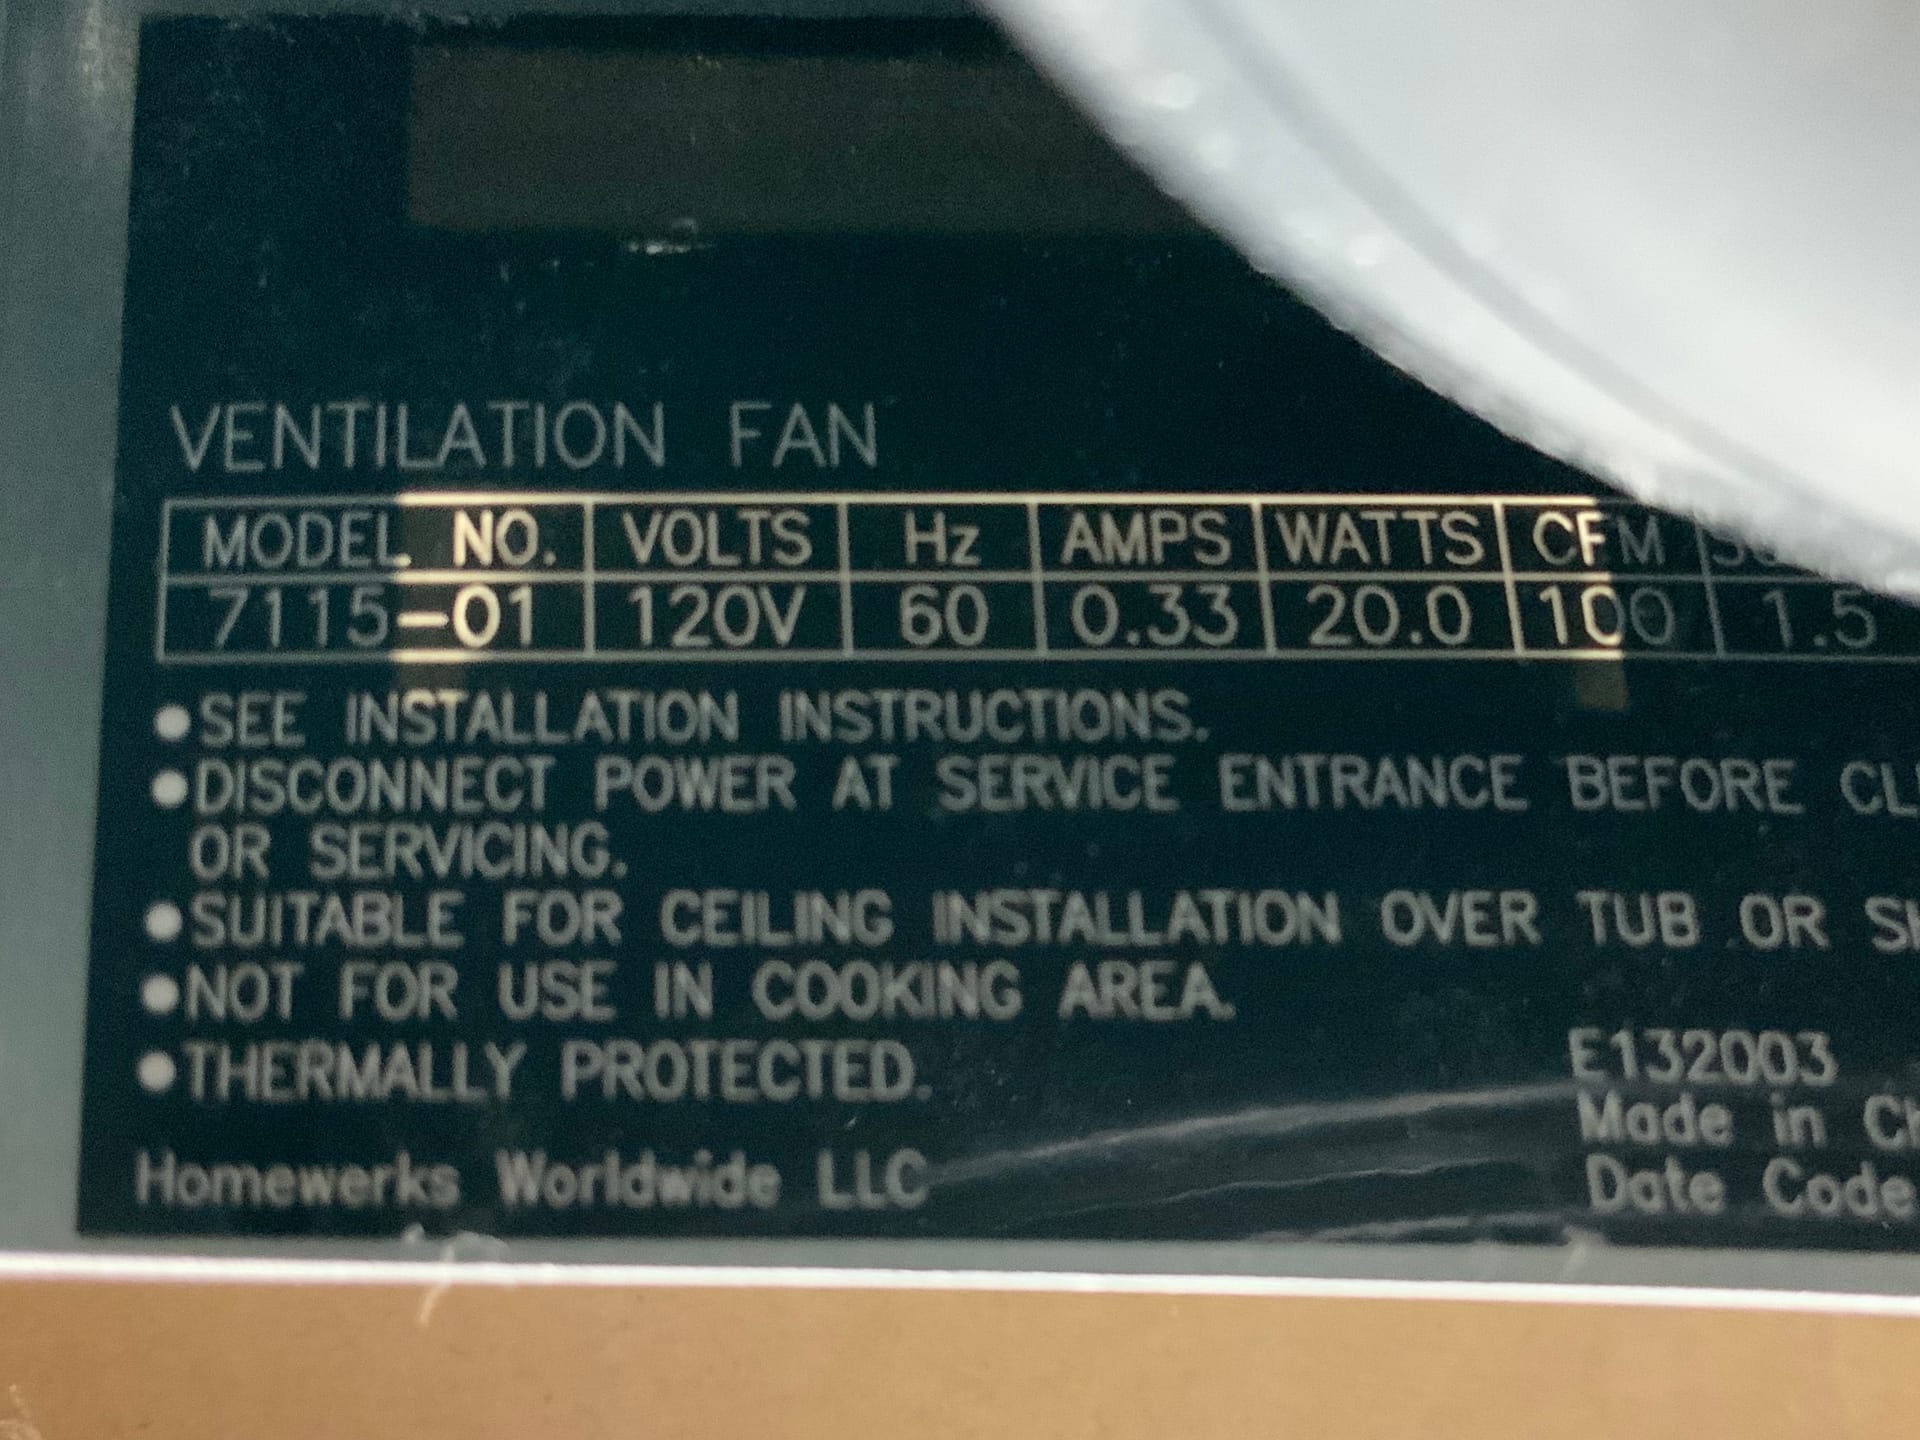 VENTILATION FAN
MODEL NO. VOLTS Hz AMPS WATTS CFM
7115-01 120V 60 0.33 20.0 100 1.5
●SEE INSTALLATION INSTRUCTIONS.
●DISCONNECT POWER AT SERVICE ENTRANCE BEFORE
OR SERVICING.
●SUITABLE FOR CEILING INSTALLATION OVER TUB OR
●NOT FOR USE IN COOKING AREA.
●THERMALLY PROTECTED.
E132003
Made in
Date Code
Homewerks Worldwide LLC